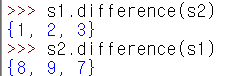 >>> s1.difference(s2)
{1, 2, 3}
>>> s2.difference(s1)
{8, 9, 7}